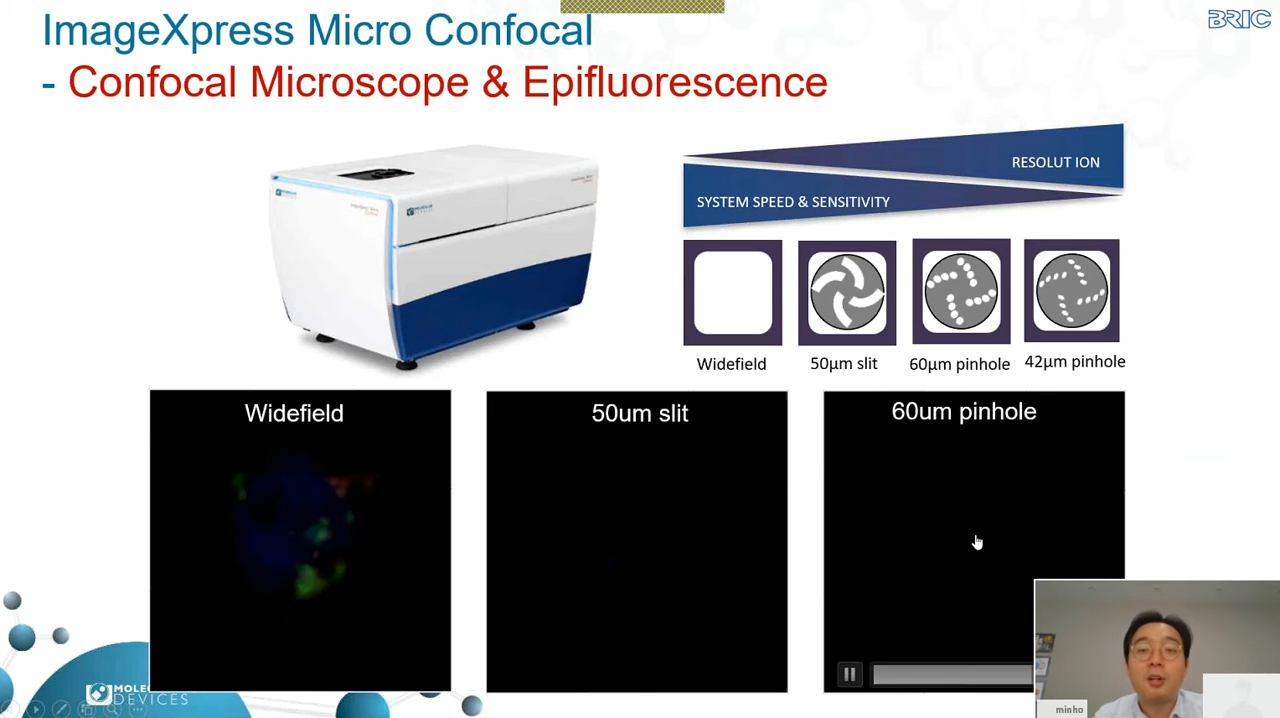 ImageXpress Micro Confocal
BRIC
- Confocal Microscope & Epifluorescence
RESOLUT ION
SYSTEM SPEED & SENSITIVITY
Widefield
50µm slit
60µm pinhole
42µm pinhole
Widefield
50um slit
60um pinhole
DEVICES
minho